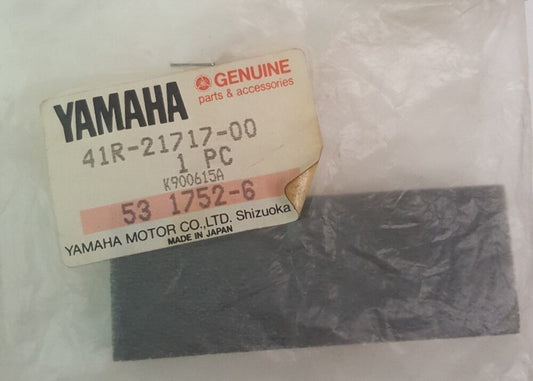 GENUINE
parts & accessories
YAMAHA
41R-21717-00
1 PC
K900615A
53 1752-6
YAMAHA MOTOR CO.,LTD. Shizuoka
MADE IN JAPAN